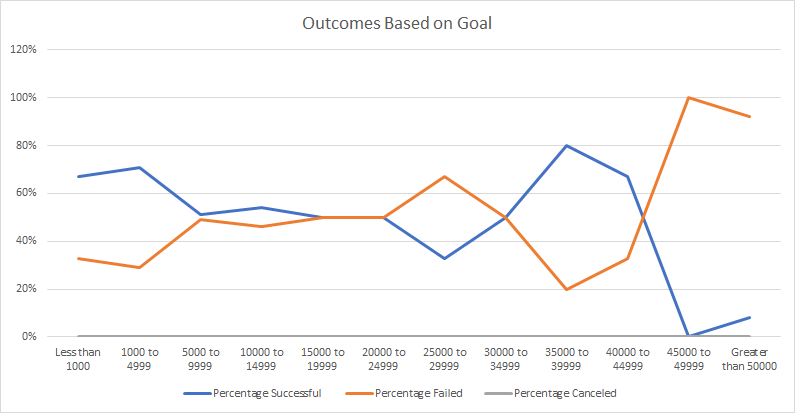 Outcomes Based on Goal
120%
100%
80%
60%
40%
20%
0%
Less than 1000
1000 to 4999
5000 to 9999
10000 to 14999
15000 to 19999
20000 to 24999
25000 to 29999
30000 to 34999
35000 to 39999
40000 to 44999
45000 to 49999
Greater than 50000
Percentage Successful
Percentage Failed
Percentage Canceled